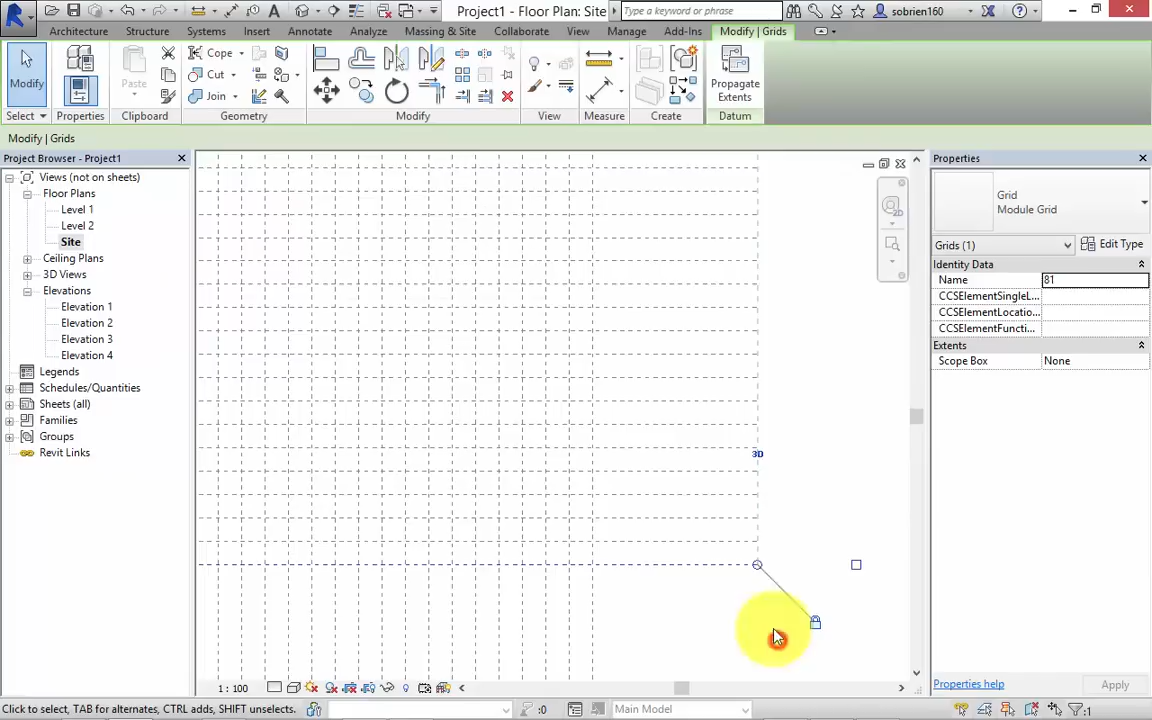 Project1 - Floor Plan: Site
Type a keyword or phrase
sobrien160
Architecture Structure Systems Insert Annotate Analyze Massing & Site Collaborate View Manage Add-Ins Modify | Grids
Modify
Paste
Cope
Cut
Join
Propagate
Extents
Select Properties Clipboard Geometry Modify View Measure Create Datum
Modify | Grids
Project Browser - Project1
Views (not on sheets)
Floor Plans
Level 1
Level 2
Site
Ceiling Plans
3D Views
Elevations
Elevation 1
Elevation 2
Elevation 3
Elevation 4
Legends
Schedules/Quantities
Sheets (all)
Families
Groups
Revit Links
2D
3D
Properties
Grid
Module Grid
Grids (1)
Edit Type
Identity Data
Name 81
CCSElementSingleL...
CCSElementLocatio...
CCSElementFuncti...
Extents
Scope Box None
Properties help
Apply
1 : 100
Click to select, TAB for alternates, CTRL adds, SHIFT unselects.
:0
Main Model
:1